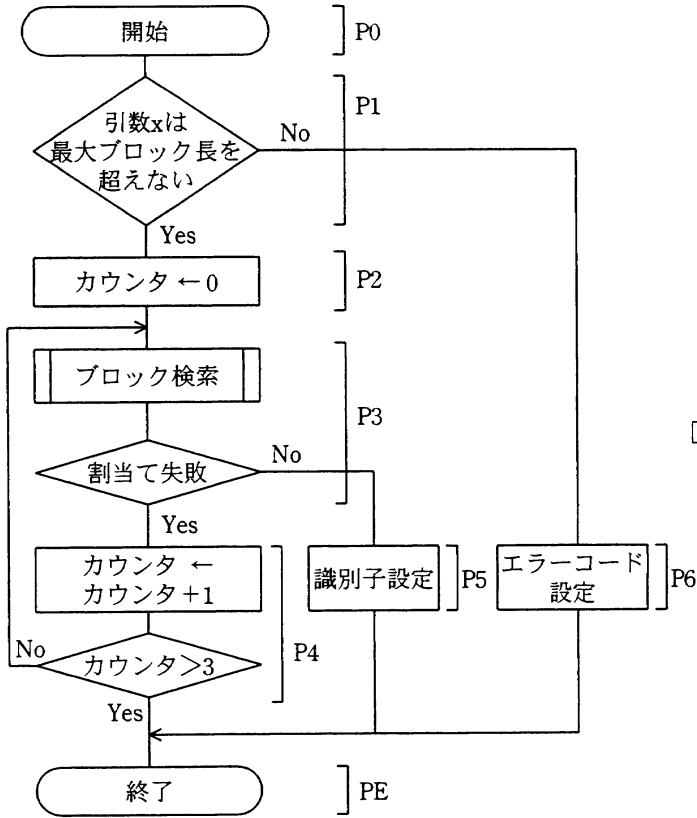 開始
P0
引数xは
最大ブロック長を
超えない
No
P1
Yes
カウンタ ← 0
P2
ブロック検索
P3
割当て失敗
No
Yes
カウンタ ←
カウンタ+1
P4
識別子設定
P5
エラーコード
設定
P6
No
カウンタ>3
Yes
終了
PE